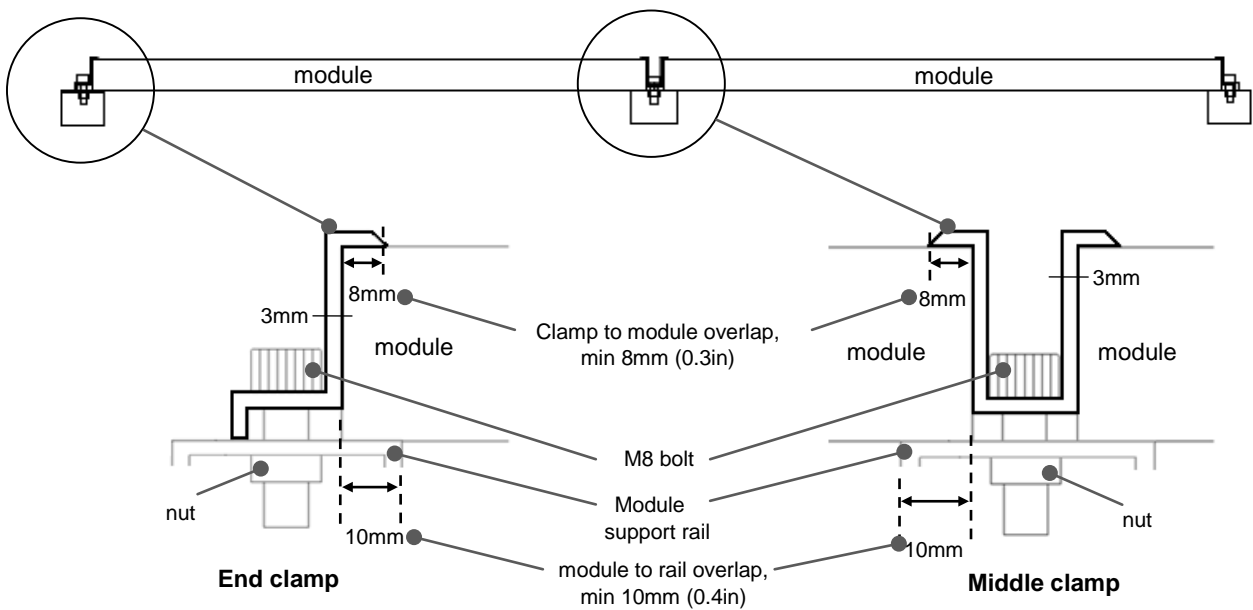 module
module
8mm
3mm
module
Clamp to module overlap,
min 8mm (0.3in)
8mm
3mm
module
module
M8 bolt
nut
Module
support rail
nut
10mm
10mm
End clamp
module to rail overlap,
min 10mm (0.4in)
Middle clamp